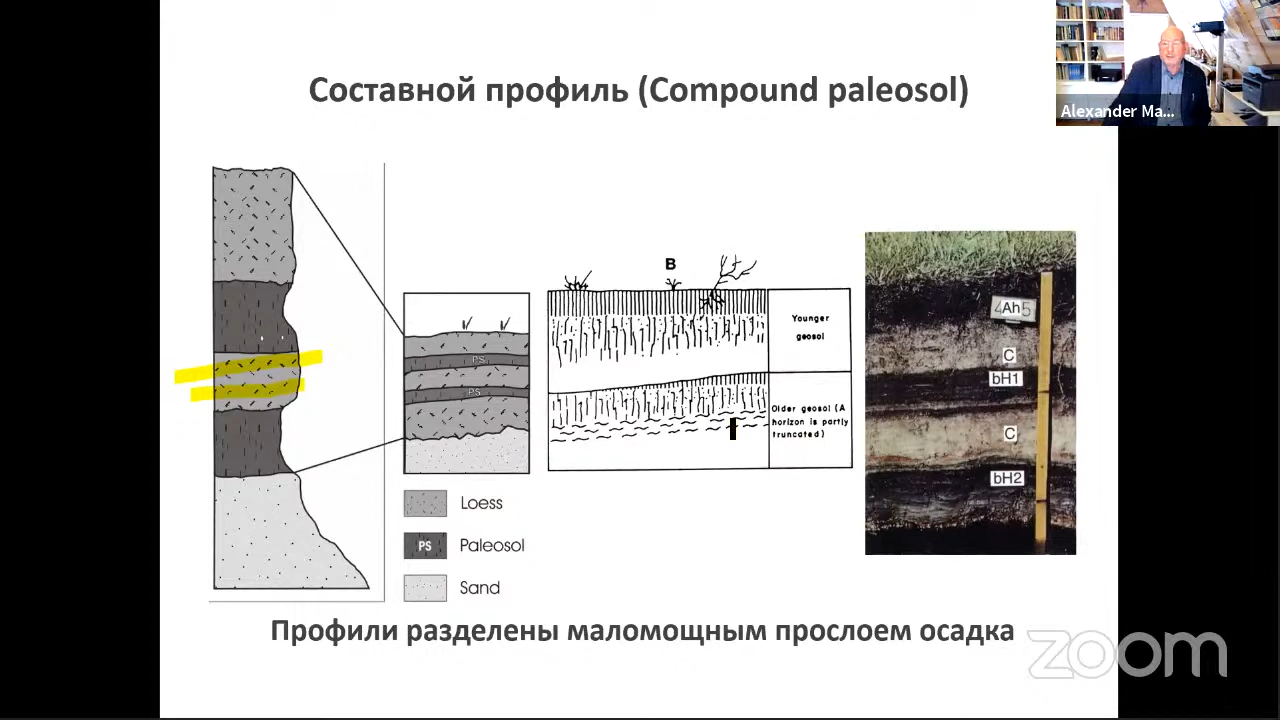 Составной профиль (Compound paleosol)
Alexander Ma...
PS
PS
Loess
PS
Paleosol
Sand
B
Younger
geosol
Older geosol (A
horizon is partly
truncated)
Ah
C
bH1
C
bH2
Профили разделены маломощным прослоем осадка
zoom